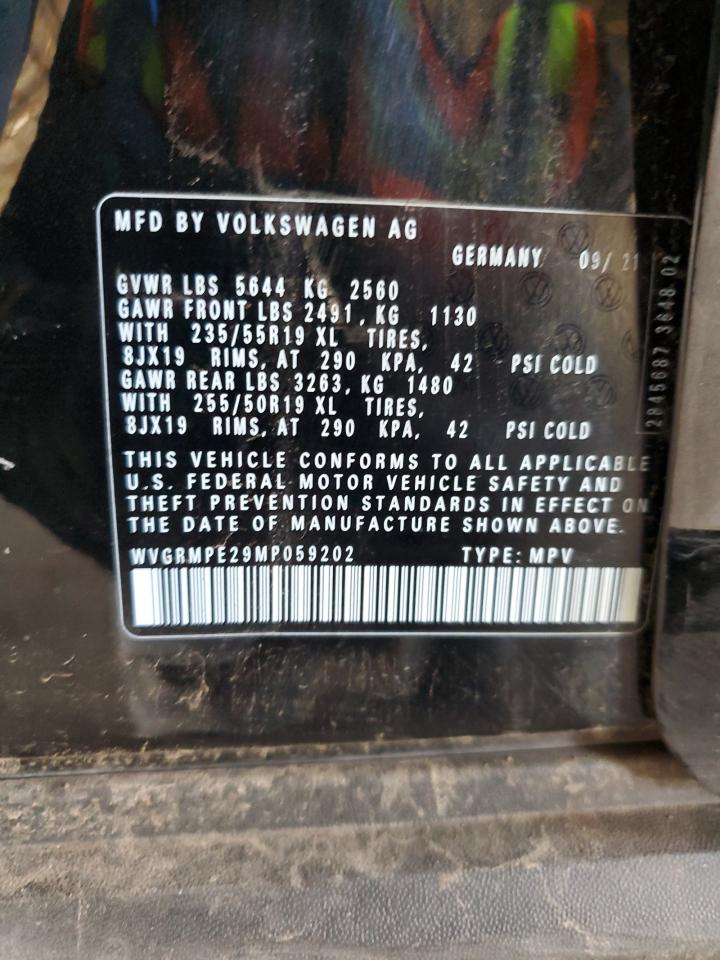 MFD BY VOLKSWAGEN AG
GERMANY 09/ 21
GVWR LBS 5644 KG 2560
GAWR FRONT LBS 2491, KG 1130
WITH 235/55R19 XL TIRES,
8JX19 RIMS, AT 290 KPA, 42 PSI COLD
GAWR REAR LBS 3263, KG 1480
WITH 255/50R19 XL TIRES,
8JX19 RIMS, AT 290 KPA, 42 PSI COLD
THIS VEHICLE CONFORMS TO ALL APPLICABLE
U.S. FEDERAL MOTOR VEHICLE SAFETY AND
THEFT PREVENTION STANDARDS IN EFFECT ON
THE DATE OF MANUFACTURE SHOWN ABOVE.
WVGRMPE29MP059202 TYPE: MPV
2845687 3648 02